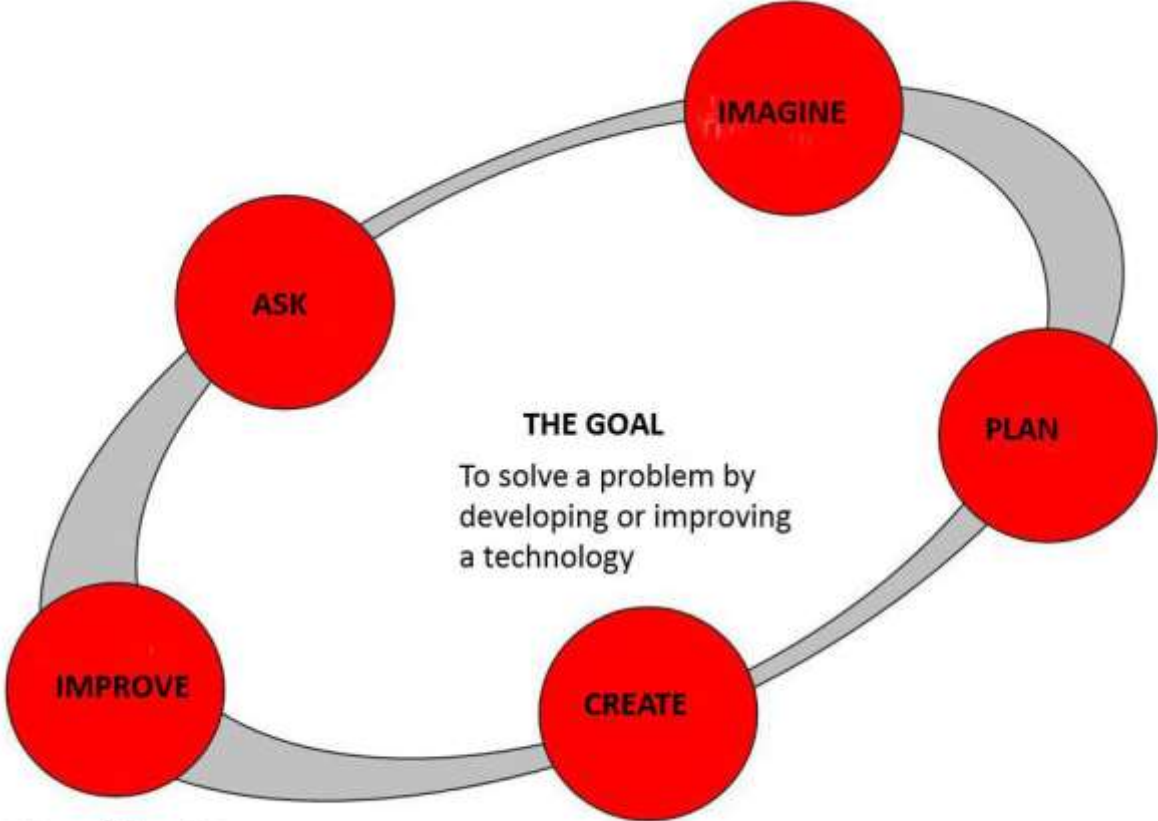 IMAGINE
ASK
THE GOAL
To solve a problem by
developing or improving
a technology
PLAN
IMPROVE
CREATE